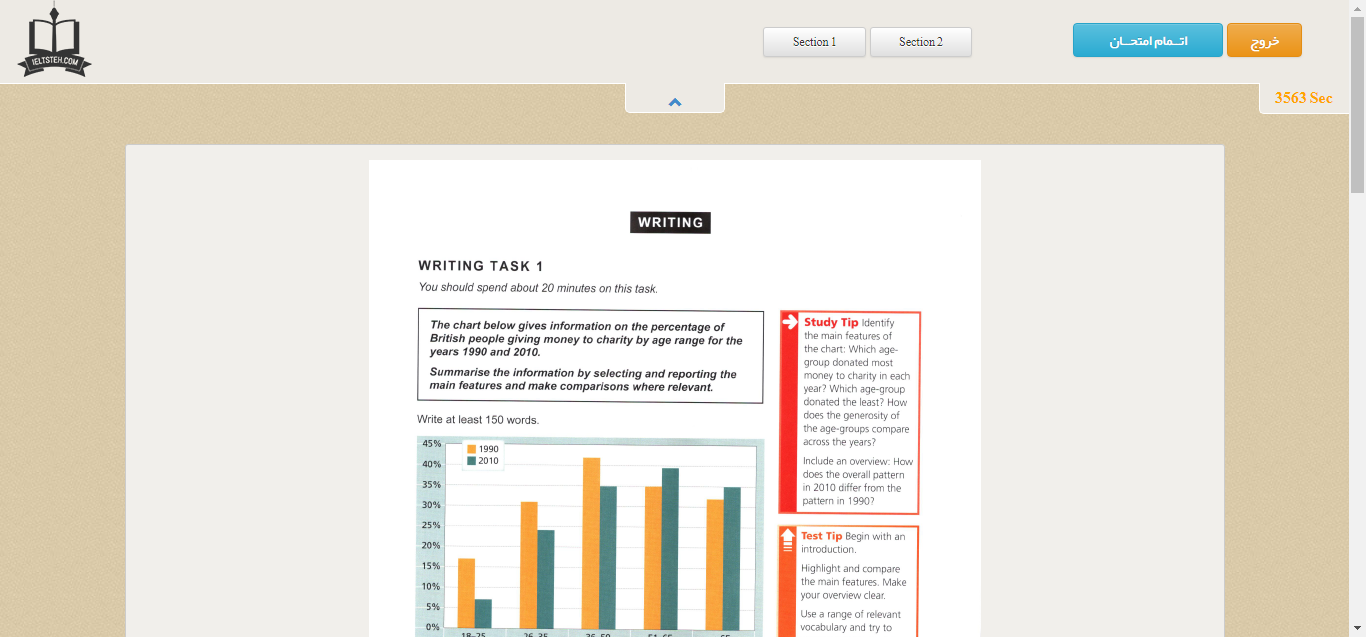 IELTSTEH.COM
Section 1
Section 2
اتـــمام امتحـــان
خروج
3563 Sec
WRITING
WRITING TASK 1
You should spend about 20 minutes on this task.
The chart below gives information on the percentage of
British people giving money to charity by age range for the
years 1990 and 2010.
Summarise the information by selecting and reporting the
main features and make comparisons where relevant.
Write at least 150 words.
Study Tip Identify
the main features of
the chart: Which age-
group donated most
money to charity in each
year? Which age-group
donated the least? How
does the generosity of
the age-groups compare
across the years?
Include an overview: How
does the overall pattern
in 2010 differ from the
pattern in 1990?
Test Tip Begin with an
introduction.
Highlight and compare
the main features. Make
your overview clear.
Use a range of relevant
vocabulary and try to
1990
2010
45%
40%
35%
30%
25%
20%
15%
10%
5%
0%
18–25
26–35
36–50
51–65